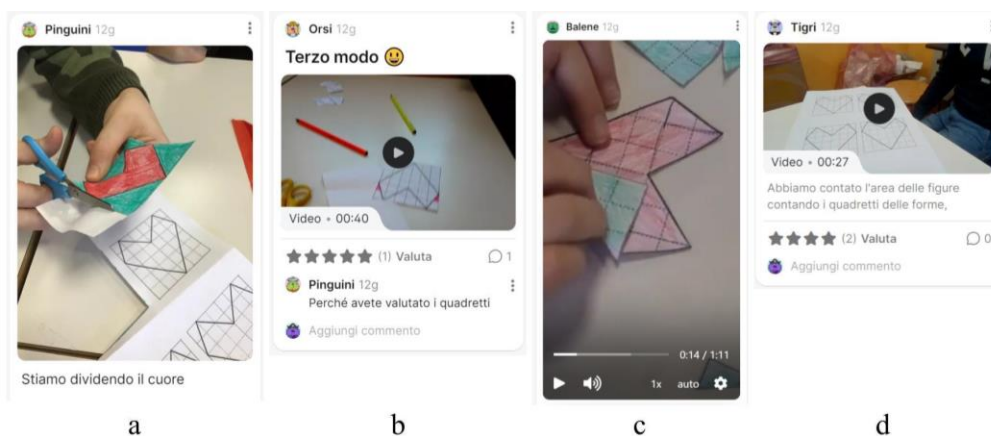 Pinguini 12g
Stiamo dividendo il cuore
a
Orsi 12g
Terzo modo 😃
Video • 00:40
(1) Valuta
1
Pinguini 12g
Perché avete valutato i quadretti
Aggiungi commento
b
Balene 12g
0:14 / 1:11
1x auto
c
Tigri 12g
Video • 00:27
Abbiamo contato l'area delle figure
contando i quadretti delle forme,
(2) Valuta
0
Aggiungi commento
d